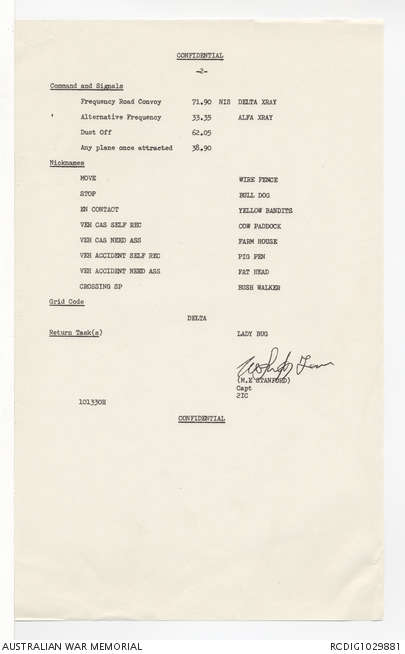 CONFIDENTIAL
-2-
Command and Signals
Frequency Road Convoy 71.90 NIS DELTA XRAY
Alternative Frequency 33.35 ALFA XRAY
Dust Off 62.05
Any plane once attracted 38.90
Nicknames
MOVE WIRE FENCE
STOP BULL DOG
EN CONTACT YELLOW BANDITS
VEH CAS SELF REC COW PADDOCK
VEH CAS NEED ASS FARM HOUSE
VEH ACCIDENT SELF REC PIG PEN
VEH ACCIDENT NEED ASS FAT HEAD
CROSSING SP BUSH WALKER
Grid Code
DELTA
Return Task(s) LADY BUG
(W.E STANFORD)
Capt
2IC
101330H
CONFIDENTIAL
AUSTRALIAN WAR MEMORIAL RCDIG1029881